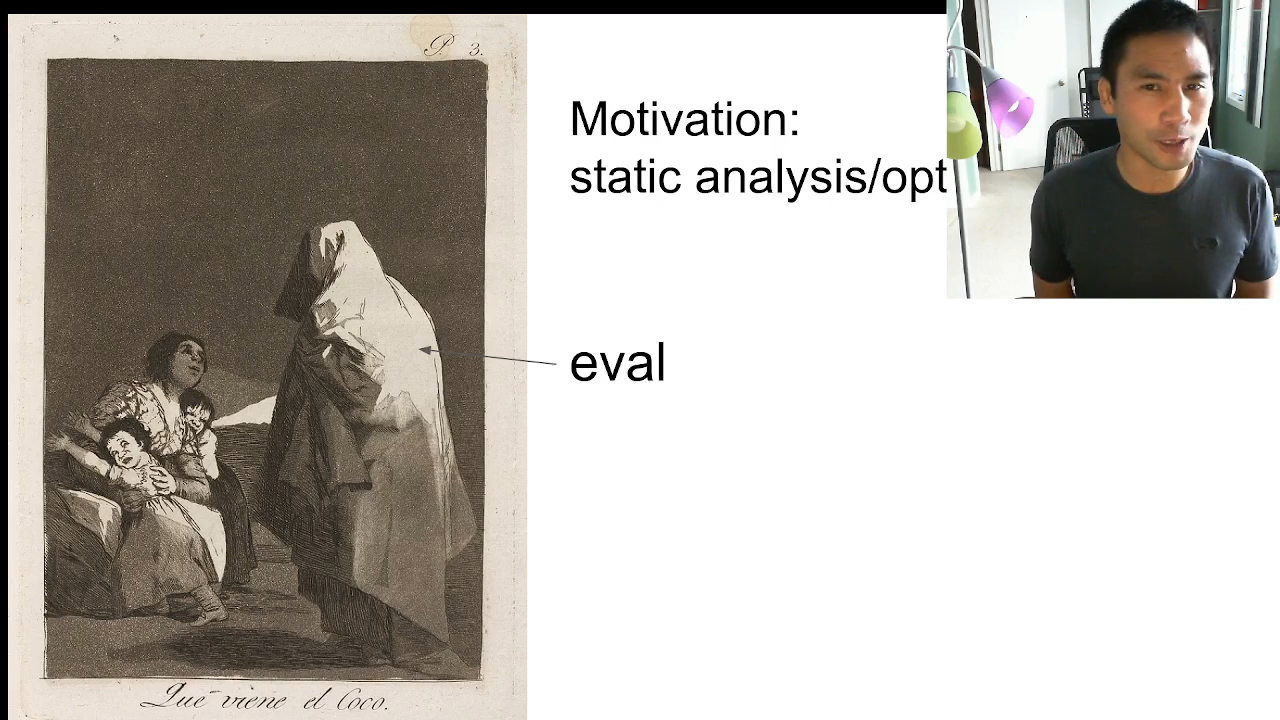 P. 3.
Motivation:
static analysis/opt
eval
Que viene el Coco.